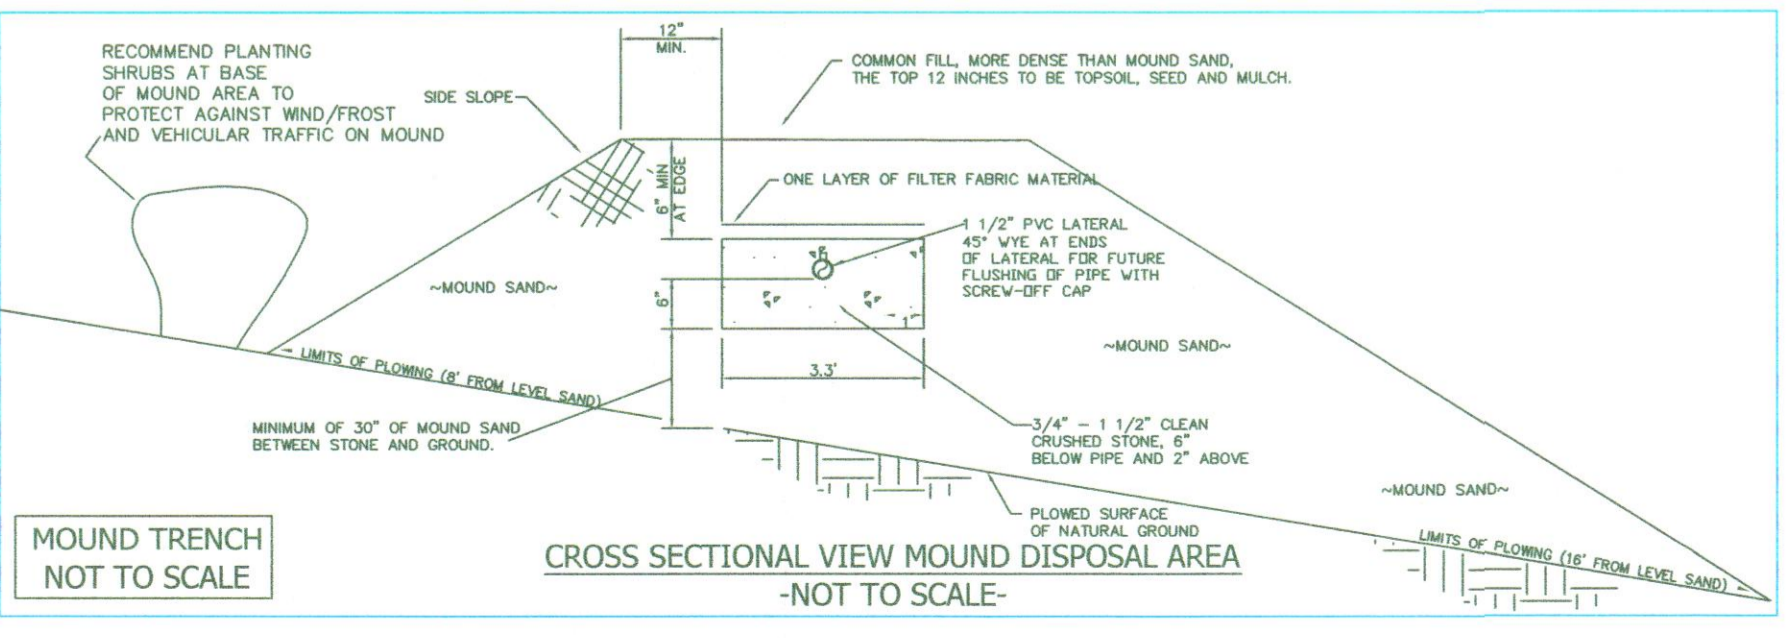 RECOMMEND PLANTING
SHRUBS AT BASE
OF MOUND AREA TO
PROTECT AGAINST WIND/FROST
AND VEHICULAR TRAFFIC ON MOUND
SIDE SLOPE
12"
MIN.
COMMON FILL, MORE DENSE THAN MOUND SAND,
THE TOP 12 INCHES TO BE TOPSOIL, SEED AND MULCH.
6" MIN
AT EDGE
ONE LAYER OF FILTER FABRIC MATERIAL
1 1/2" PVC LATERAL
45° WYE AT ENDS
OF LATERAL FOR FUTURE
FLUSHING OF PIPE WITH
SCREW-OFF CAP
~MOUND SAND~
6"
1'
3.3'
~MOUND SAND~
LIMITS OF PLOWING (8' FROM LEVEL SAND)
MINIMUM OF 30" OF MOUND SAND
BETWEEN STONE AND GROUND.
3/4" - 1 1/2" CLEAN
CRUSHED STONE, 6"
BELOW PIPE AND 2" ABOVE
~MOUND SAND~
PLOWED SURFACE
OF NATURAL GROUND
LIMITS OF PLOWING (16' FROM LEVEL SAND)
MOUND TRENCH
NOT TO SCALE
CROSS SECTIONAL VIEW MOUND DISPOSAL AREA
-NOT TO SCALE-